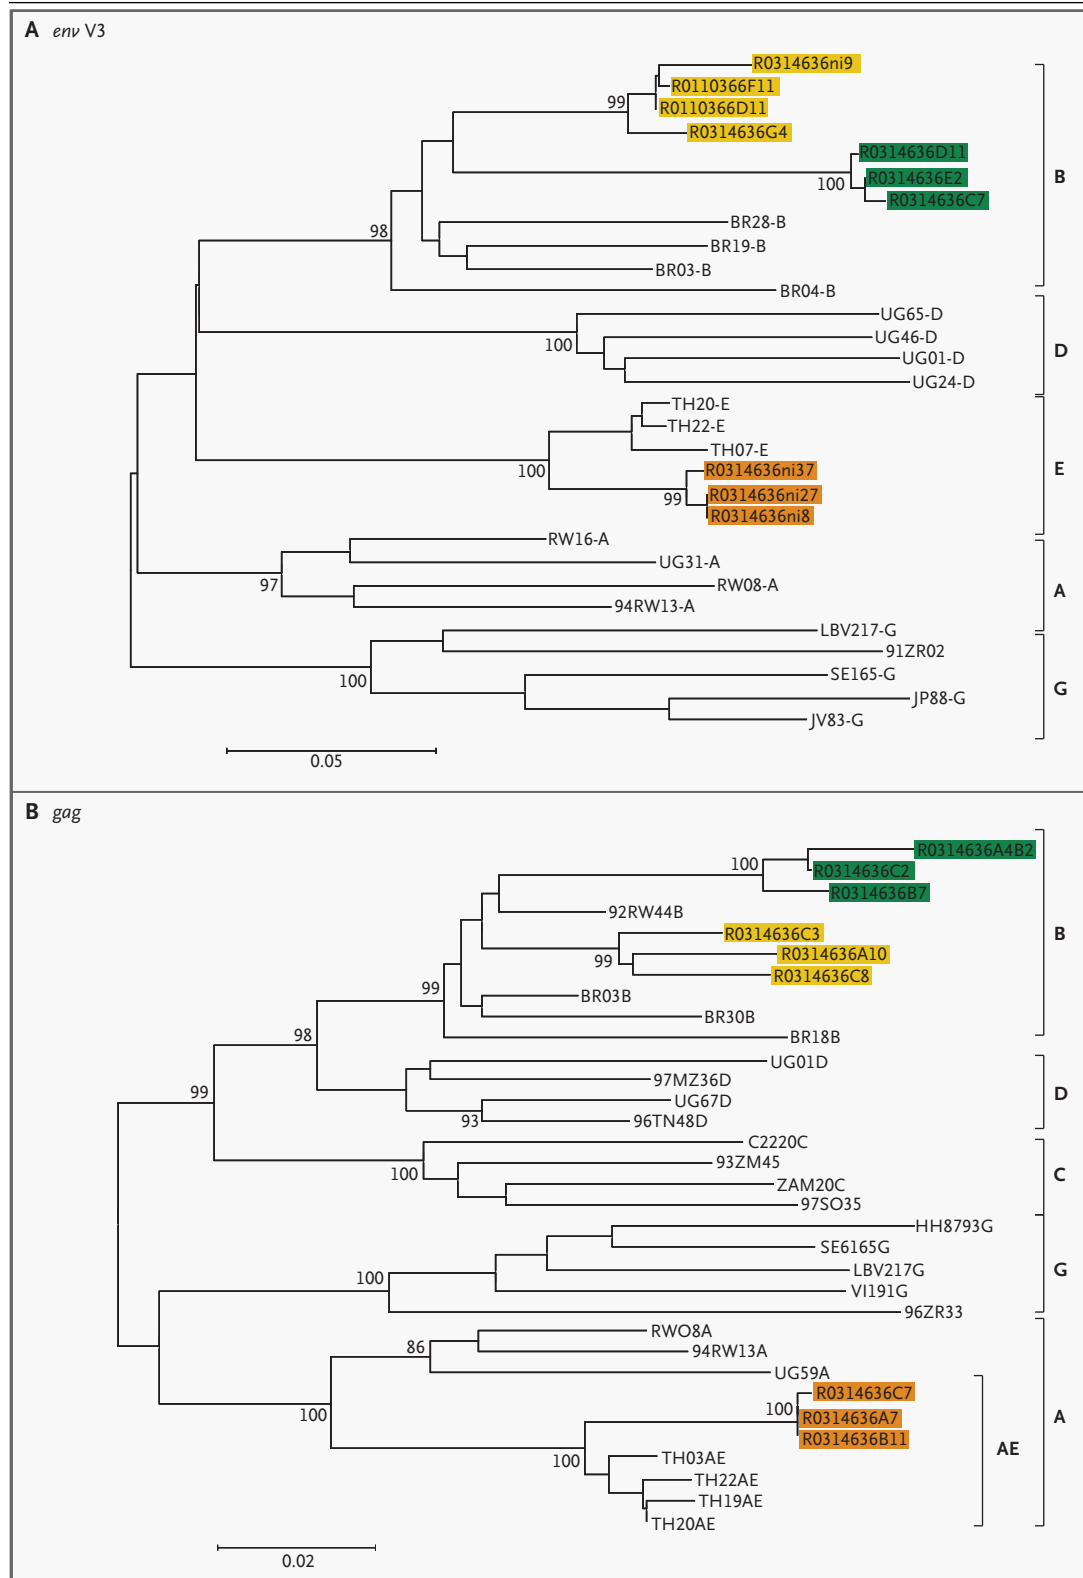 A env V3
R0314636ni9
R0110366F11
99
R0110366D11
R0314636G4
R0314636D11
100
R0314636E2
B
R0314636C7
BR28-B
98
BR19-B
BR03-B
BR04-B
UG65-D
UG46-D
100
D
UG01-D
UG24-D
TH20-E
TH22-E
TH07-E
100
R0314636ni37
E
99
R0314636ni27
R0314636ni8
RW16-A
UG31-A
97
RW08-A
A
94RW13-A
LBV217-G
91ZR02
100
SE165-G
G
JP88-G
JV83-G
0.05
B gag
R0314636A4B2
100
R0314636C2
R0314636B7
92RW44B
R0314636C3
B
R0314636A10
99
R0314636C8
99
BR03B
BR30B
98
BR18B
UG01D
97MZ36D
99
D
UG67D
93
96TN48D
C2220C
93ZM45
100
C
ZAM20C
97SO35
HH8793G
SE6165G
100
LBV217G
G
VI191G
96ZR33
RWO8A
86
94RW13A
UG59A
R0314636C7
100
100
R0314636A7
A
R0314636B11
AE
100
TH03AE
TH22AE
TH19AE
TH20AE
0.02